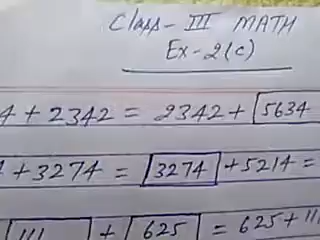 Class- III MATH
Ex-2(c)
4 + 2342 = 2342 + 5634
+ 3274 = 3274 + 5214 =
111 + 625 = 625 + 11